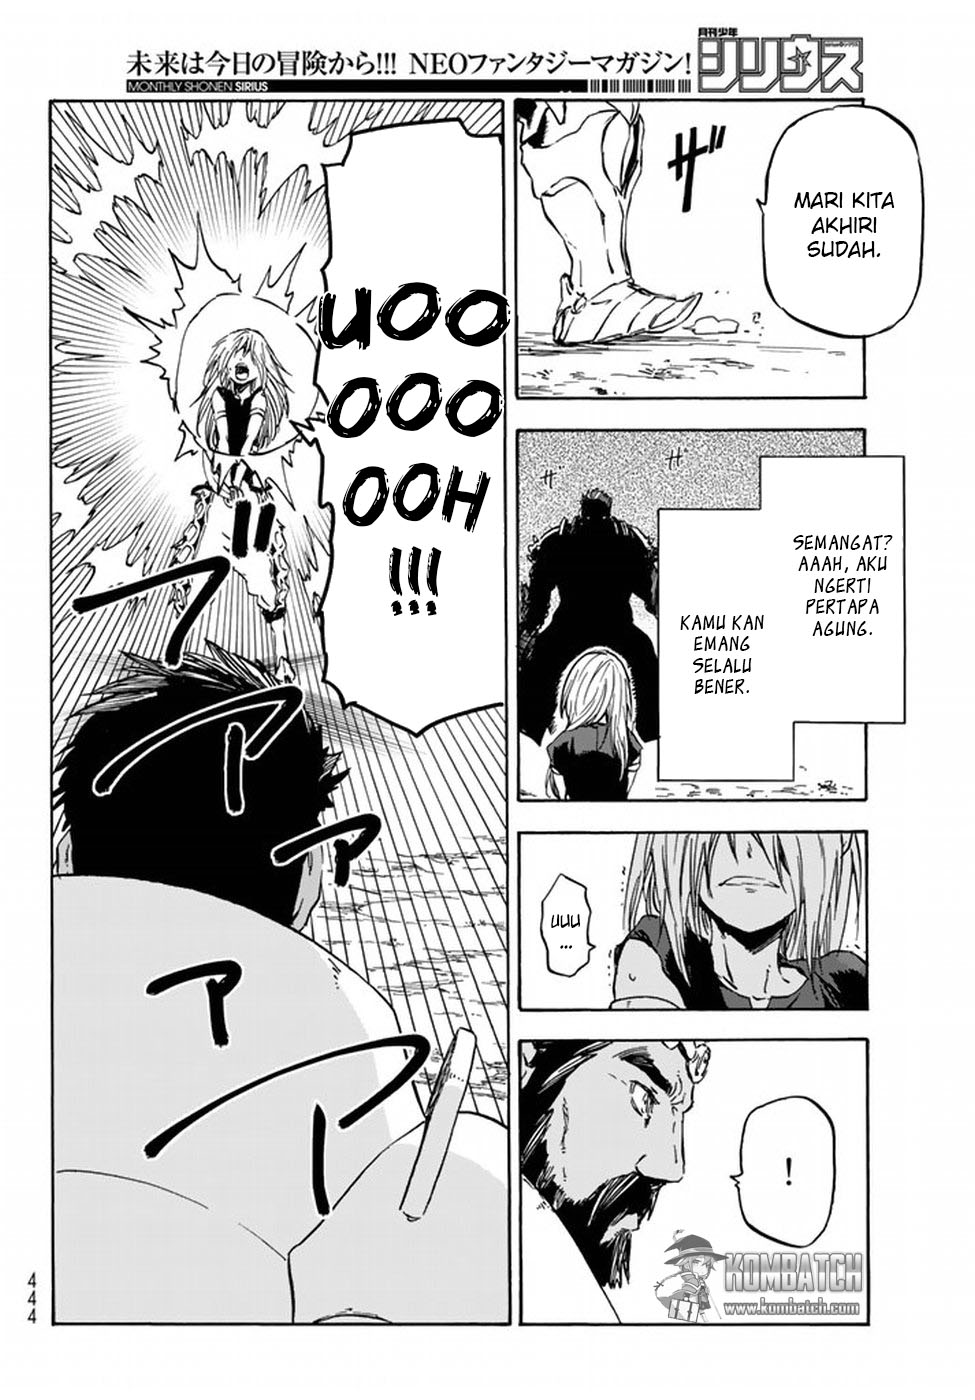 未来は今日の冒険から!!! NEOファンタジーマガジン!
月刊少年
シリウス
MONTHLY SHONEN SIRIUS
ザ
MARI KITA
AKHIRI
SUDAH.
ザ
ザ
SEMANGAT?
AAAH, AKU
NGERTI
PERTAPA
AGUNG.
KAMU KAN
EMANG
SELALU
BENER.
UUU
...
!
UOO
OOO
OOH
!!!
ア
ア
ア
ア
ア
KOMBATCH
www.kombatch.com
444